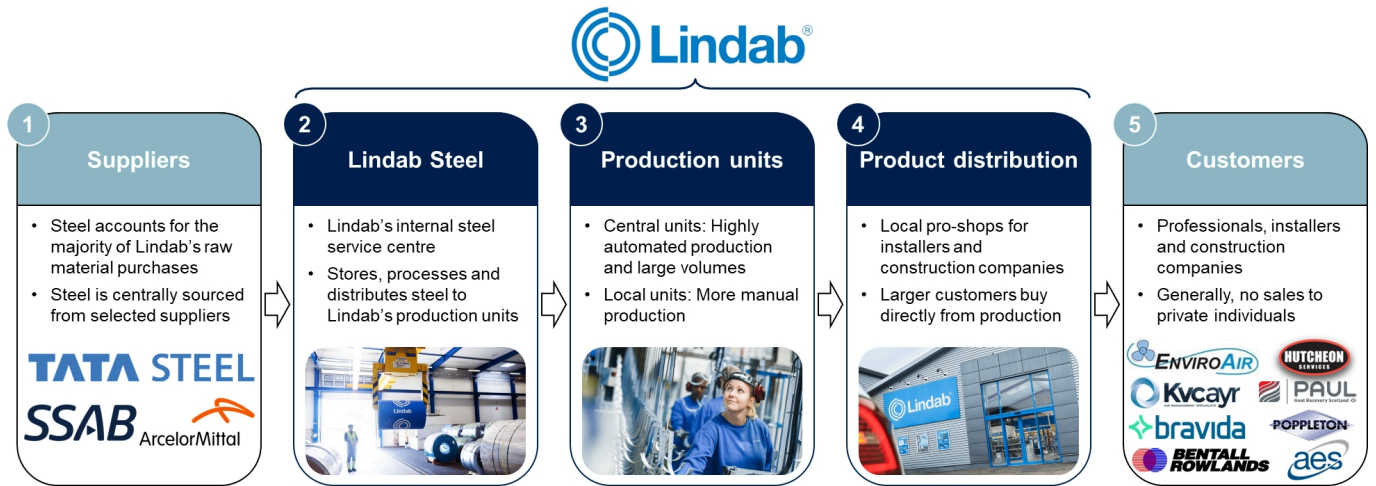 Lindab®
1
Suppliers
• Steel accounts for the
majority of Lindab's raw
material purchases
• Steel is centrally sourced
from selected suppliers
TATA STEEL
SSAB
ArcelorMittal
2
Lindab Steel
• Lindab's internal steel
service centre
• Stores, processes and
distributes steel to
Lindab's production units
Lindab
3
Production units
• Central units: Highly
automated production
and large volumes
• Local units: More manual
production
4
Product distribution
• Local pro-shops for
installers and
construction companies
• Larger customers buy
directly from production
Lindab
5
Customers
• Professionals, installers
and construction
companies
• Generally, no sales to
private individuals
ENVIROAIR
HUTCHEON
SERVICES
Kvcayr
AIR MANAGEMENT SPECIALISTS
PAUL
Heat Recovery Scotland
bravida
POPPLETON
BENTALL
ROWLANDS
aes